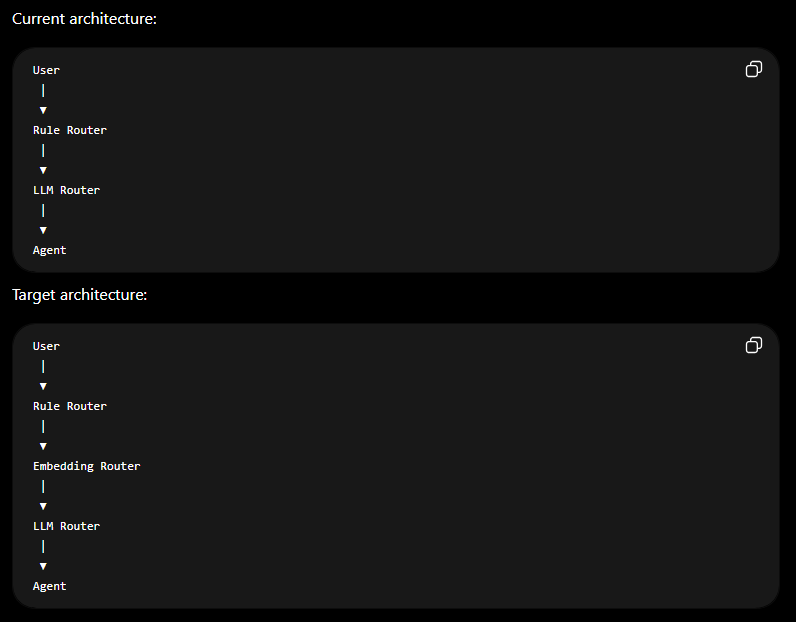 Current architecture:
User
│
▼
Rule Router
│
▼
LLM Router
│
▼
Agent
Target architecture:
User
│
▼
Rule Router
│
▼
Embedding Router
│
▼
LLM Router
│
▼
Agent